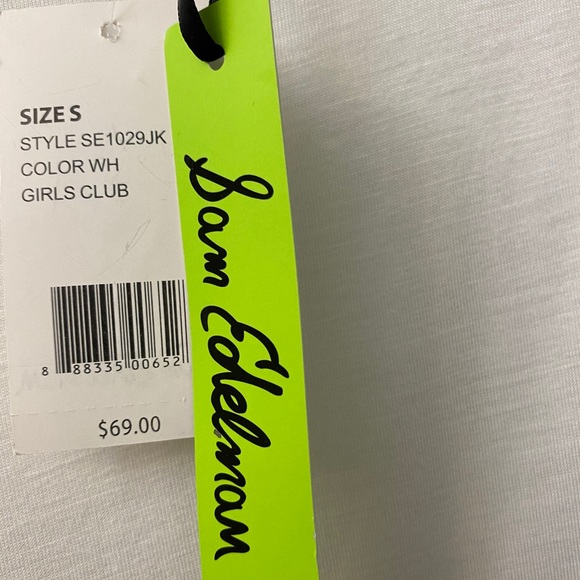 SIZE S
STYLE SE1029JK
COLOR WH
GIRLS CLUB
8 88335 00652
$69.00
Sam Edelman